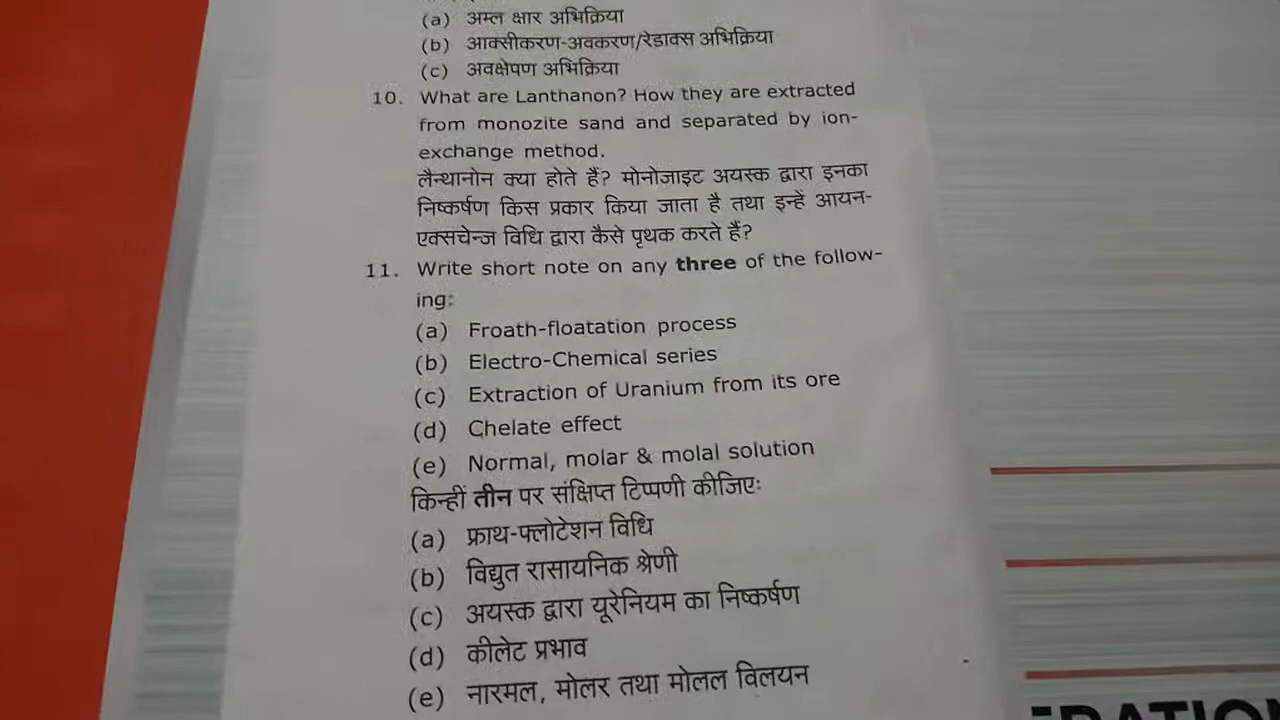 (a) अम्ल क्षार अभिक्रिया
(b) आक्सीकरण-अवकरण/रेडाक्स अभिक्रिया
(c) अवक्षेपण अभिक्रिया
10. What are Lanthanon? How they are extracted
from monozite sand and separated by ion-
exchange method.
लैन्थानोन क्या होते हैं? मोनोजाइट अयस्क द्वारा इनका
निष्कर्षण किस प्रकार किया जाता है तथा इन्हें आयन-
एक्सचेन्ज विधि द्वारा कैसे पृथक करते हैं?
11. Write short note on any three of the follow-
ing:
(a) Froath-floatation process
(b) Electro-Chemical series
(c) Extraction of Uranium from its ore
(d) Chelate effect
(e) Normal, molar & molal solution
किन्हीं तीन पर संक्षिप्त टिप्पणी कीजिएः
(a) फ्राथ-फ्लोटेशन विधि
(b) विद्युत रासायनिक श्रेणी
(c) अयस्क द्वारा यूरेनियम का निष्कर्षण
(d) कीलेट प्रभाव
(e) नारमल, मोलर तथा मोलल विलयन